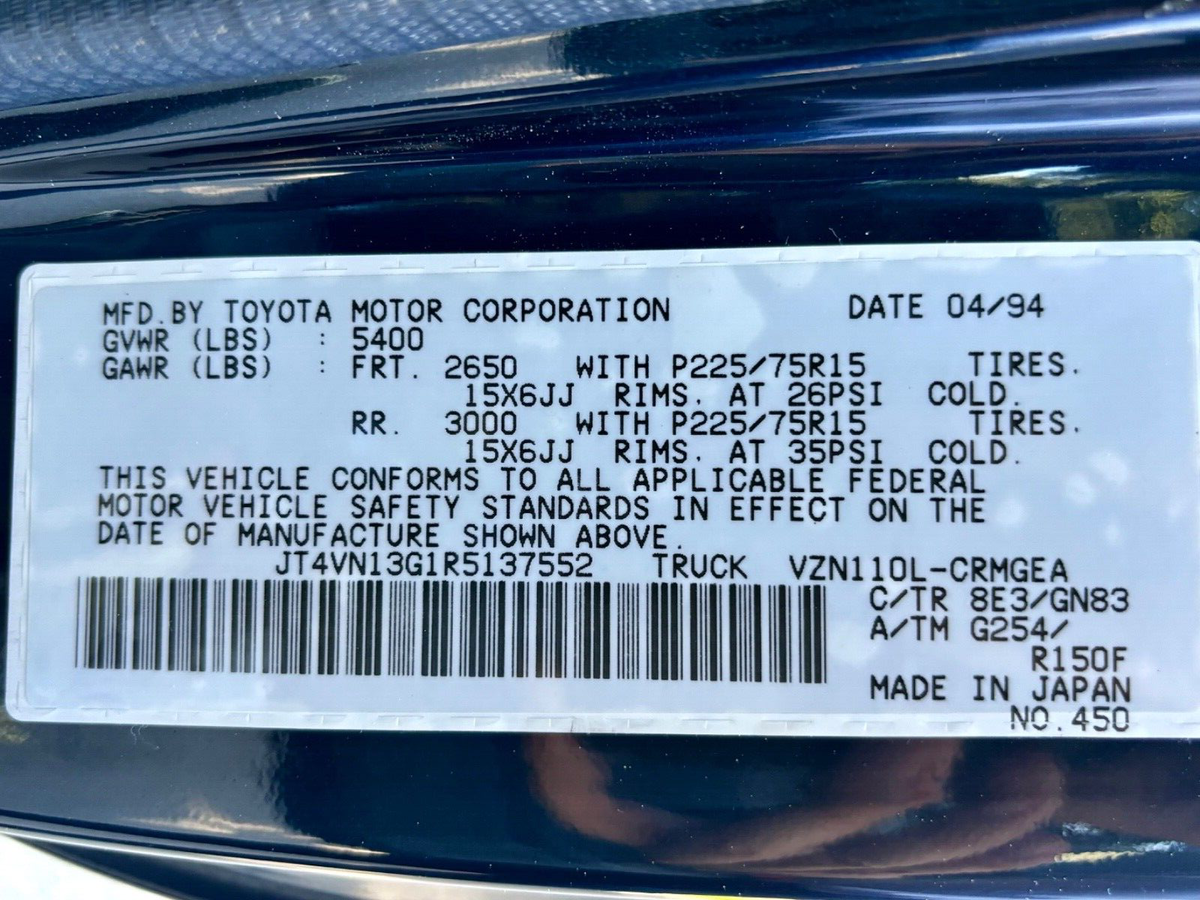 MFD.BY TOYOTA MOTOR CORPORATION DATE 04/94
GVWR (LBS) : 5400
GAWR (LBS) : FRT. 2650 WITH P225/75R15 TIRES.
15X6JJ RIMS. AT 26PSI COLD.
RR. 3000 WITH P225/75R15 TIRES.
15X6JJ RIMS. AT 35PSI COLD.
THIS VEHICLE CONFORMS TO ALL APPLICABLE FEDERAL
MOTOR VEHICLE SAFETY STANDARDS IN EFFECT ON THE
DATE OF MANUFACTURE SHOWN ABOVE.
JT4VN13G1R5137552 TRUCK VZN110L-CRMGEA
C/TR 8E3/GN83
A/TM G254/
R150F
MADE IN JAPAN
NO.450